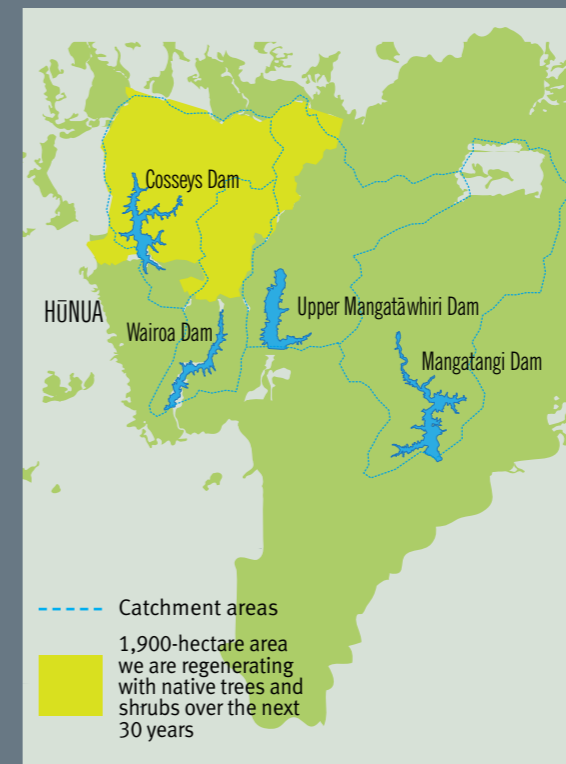 Cosseys Dam
HŪNUA
Wairoa Dam
Upper Mangatāwhiri Dam
Mangatangi Dam
Catchment areas
1,900-hectare area
we are regenerating
with native trees and
shrubs over the next
30 years